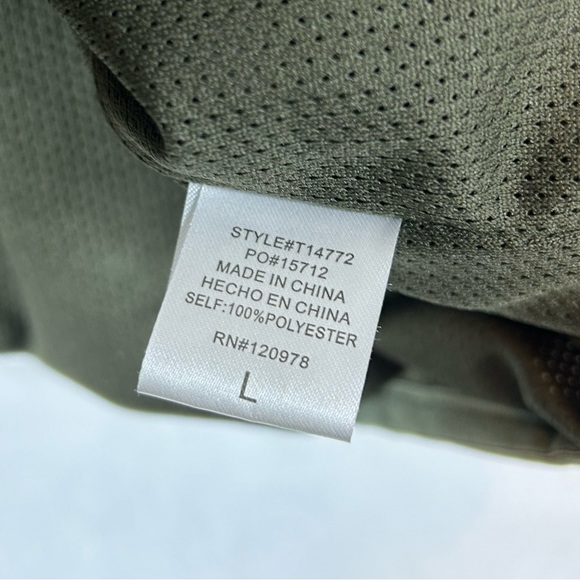 STYLE#T14772
PO#15712
MADE IN CHINA
HECHO EN CHINA
SELF:100%POLYESTER
RN#120978
L